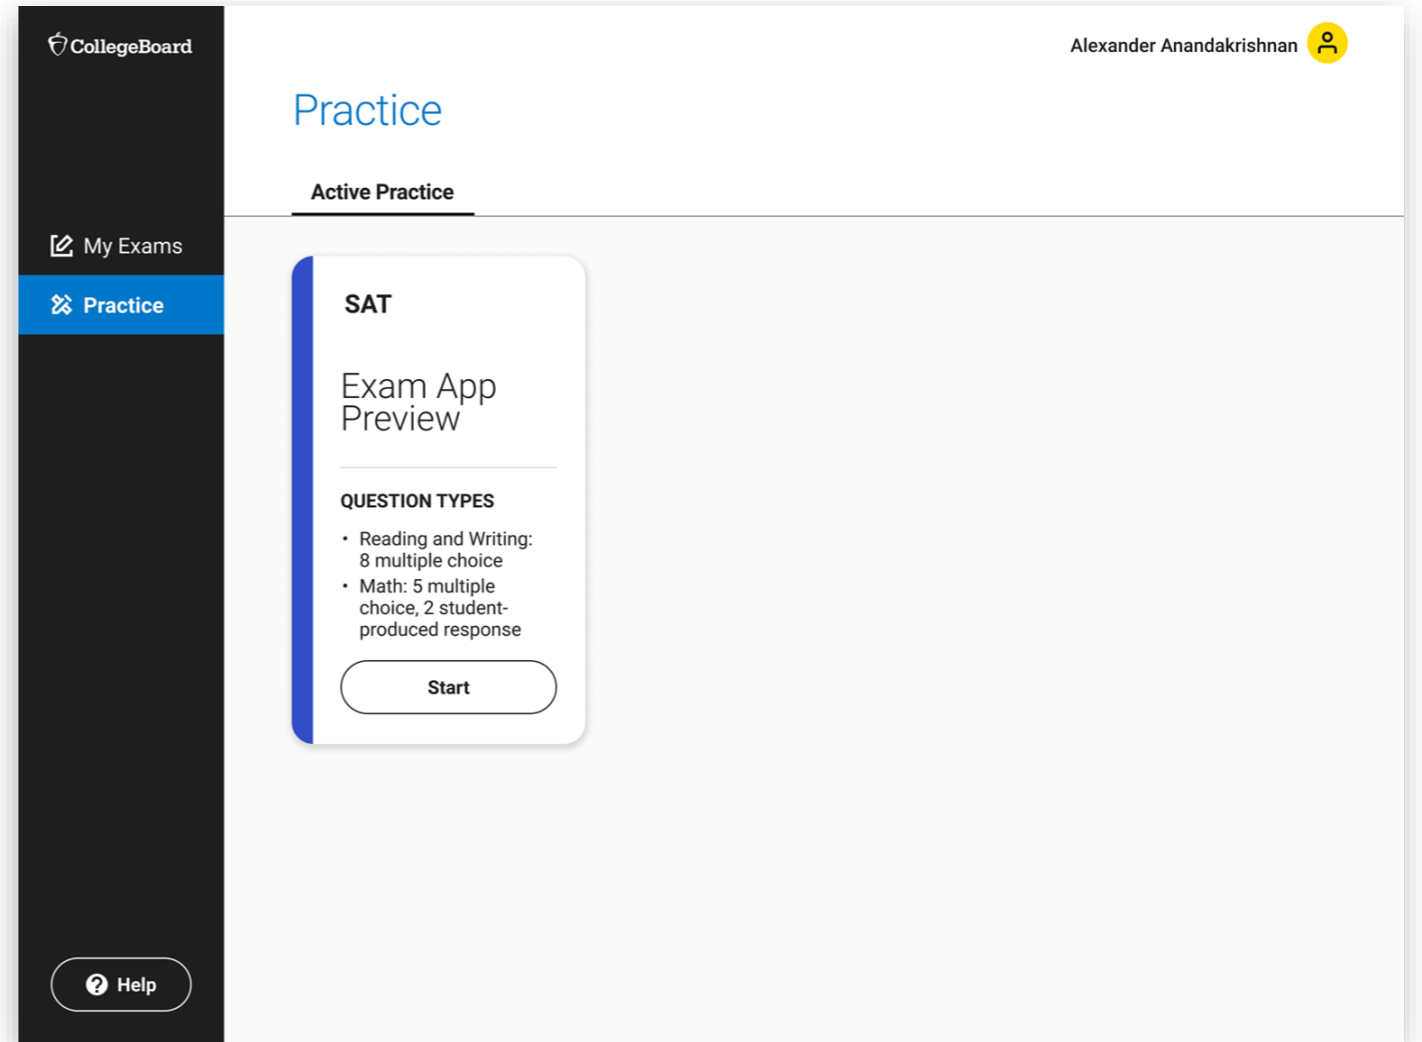 CollegeBoard
Alexander Anandakrishnan
Practice
Active Practice
My Exams
Practice
SAT
Exam App
Preview
QUESTION TYPES
• Reading and Writing:
8 multiple choice
• Math: 5 multiple
choice, 2 student-
produced response
Start
? Help